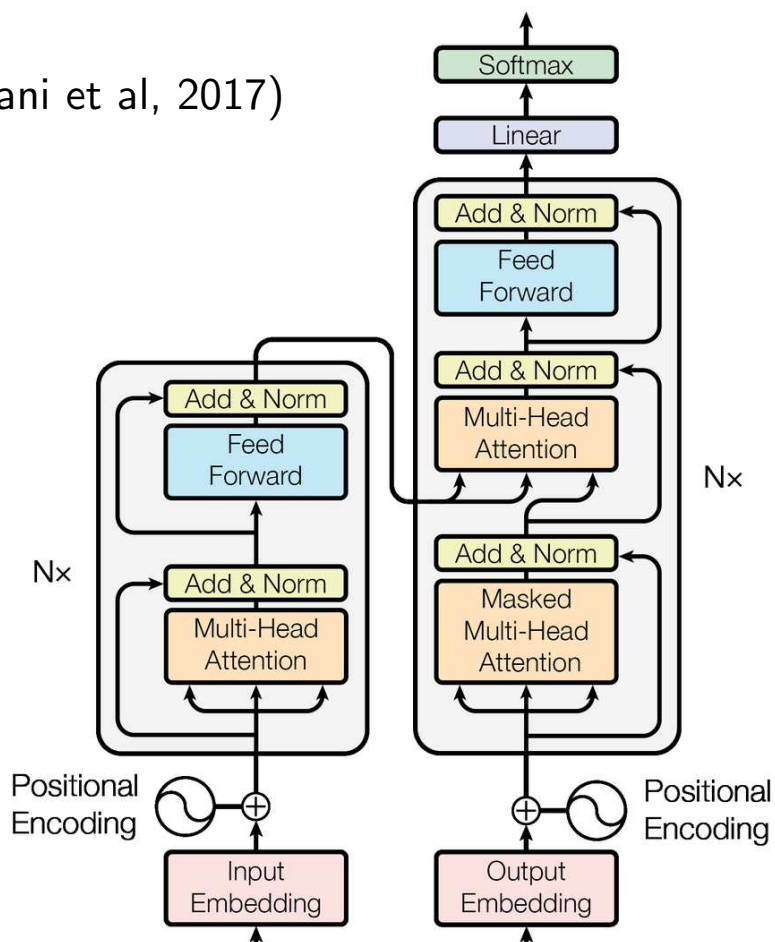 ani et al, 2017)
Softmax
Linear
Add & Norm
Feed
Forward
Add & Norm
Multi-Head
Attention
Add & Norm
Masked
Multi-Head
Attention
Nx
Add & Norm
Feed
Forward
Add & Norm
Multi-Head
Attention
Nx
Positional
Encoding
Positional
Encoding
Input
Embedding
Output
Embedding